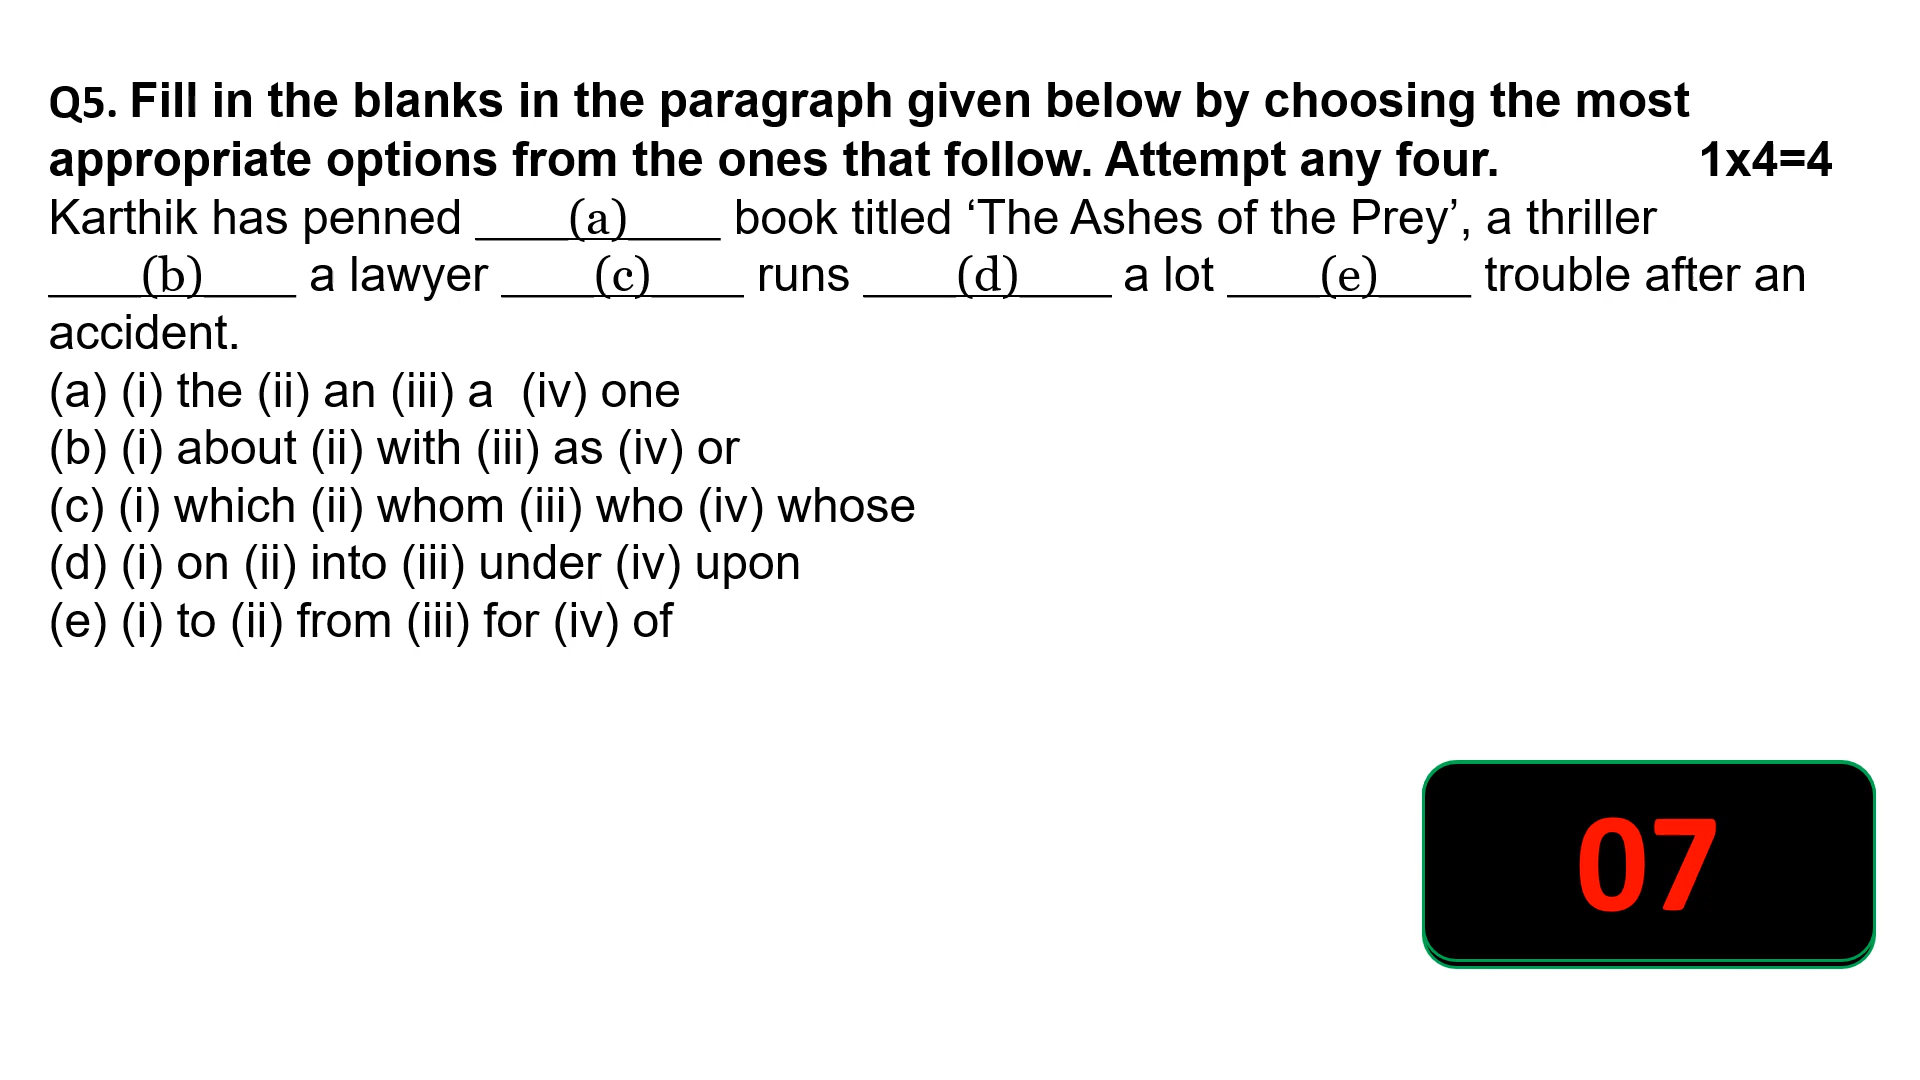 Q5. Fill in the blanks in the paragraph given below by choosing the most
appropriate options from the ones that follow. Attempt any four. 1x4=4
Karthik has penned ____(a)____ book titled ‘The Ashes of the Prey’, a thriller
____(b)____ a lawyer ____(c)____ runs ____(d)____ a lot ____(e)____ trouble after an
accident.
(a) (i) the (ii) an (iii) a (iv) one
(b) (i) about (ii) with (iii) as (iv) or
(c) (i) which (ii) whom (iii) who (iv) whose
(d) (i) on (ii) into (iii) under (iv) upon
(e) (i) to (ii) from (iii) for (iv) of
07